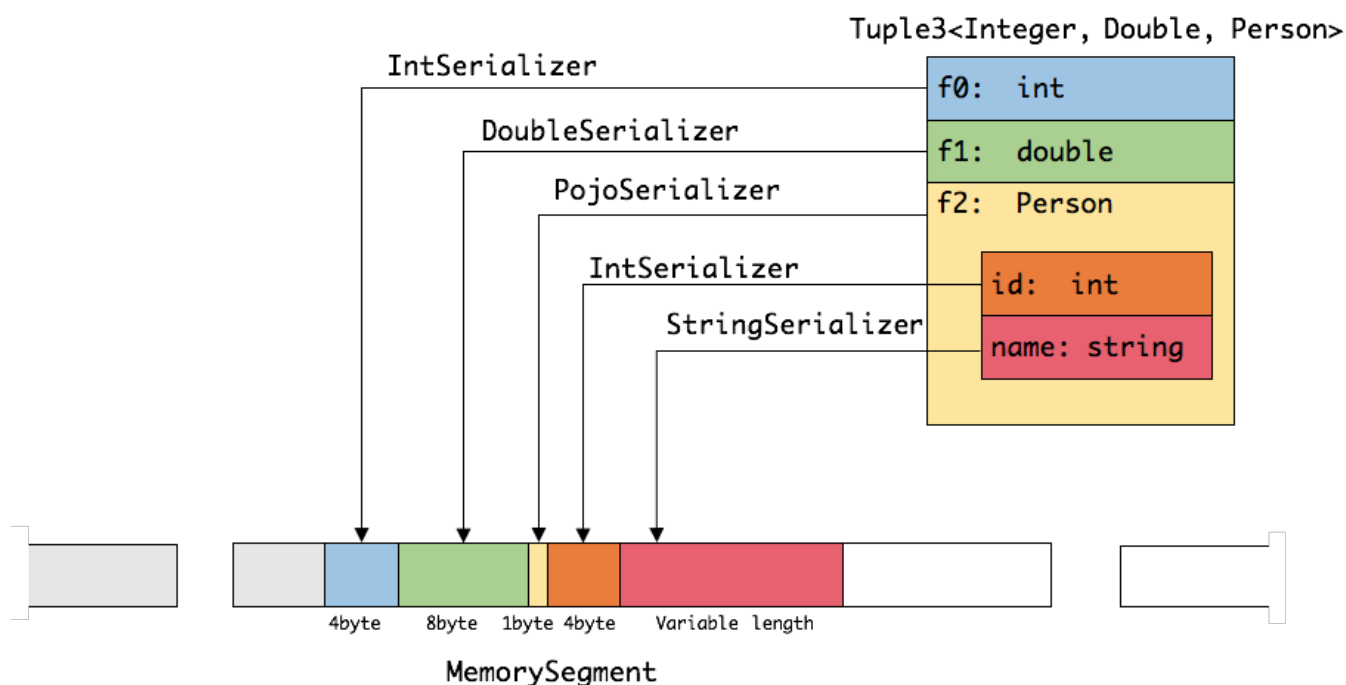 Tuple3<Integer, Double, Person>
IntSerializer
f0: int
DoubleSerializer
f1: double
PojoSerializer
f2: Person
IntSerializer
id: int
StringSerializer
name: string
4byte 8byte 1byte 4byte Variable length
MemorySegment